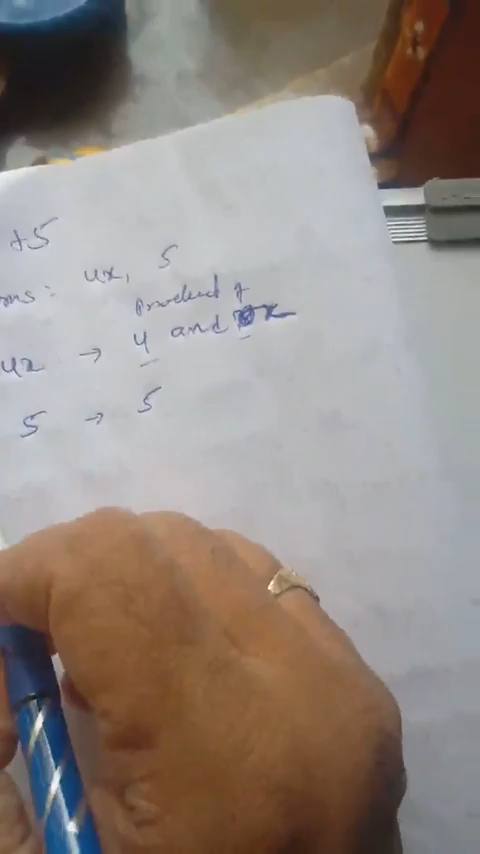 +5
ms: 4x, 5
product of
4x → 4 and x
5 → 5